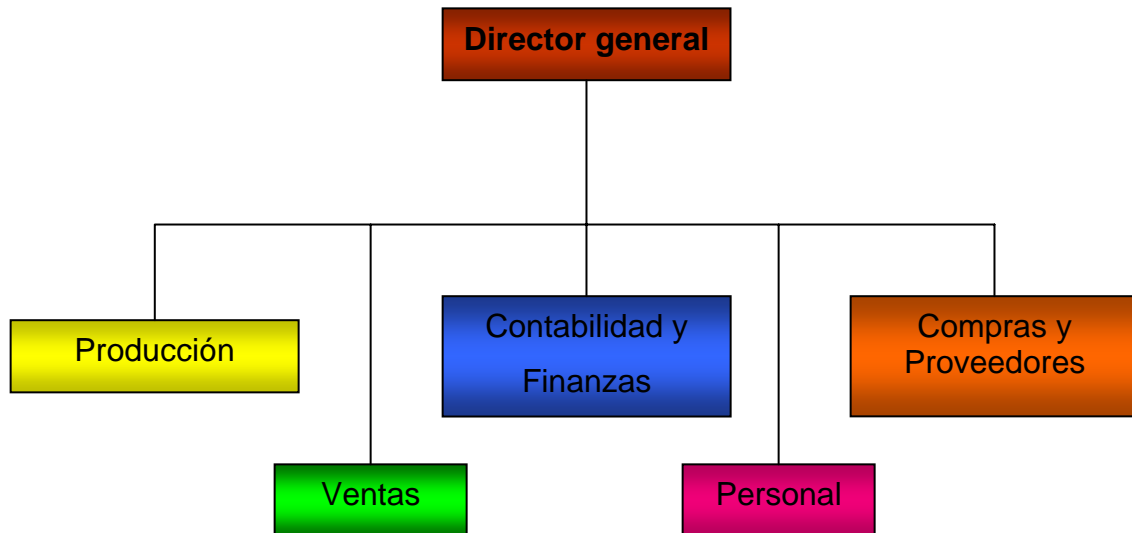 Director general
Producción
Contabilidad y
Finanzas
Compras y
Proveedores
Ventas
Personal